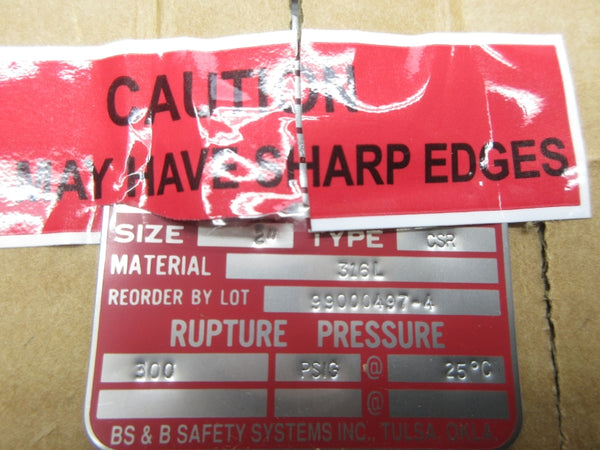 CAUTION
MAY HAVE SHARP EDGES
SIZE 2" TYPE CSR
MATERIAL 316L
REORDER BY LOT 99000497-4
RUPTURE PRESSURE
300 PSIG @ 25°C
@
BS & B SAFETY SYSTEMS INC., TULSA, OKLA.